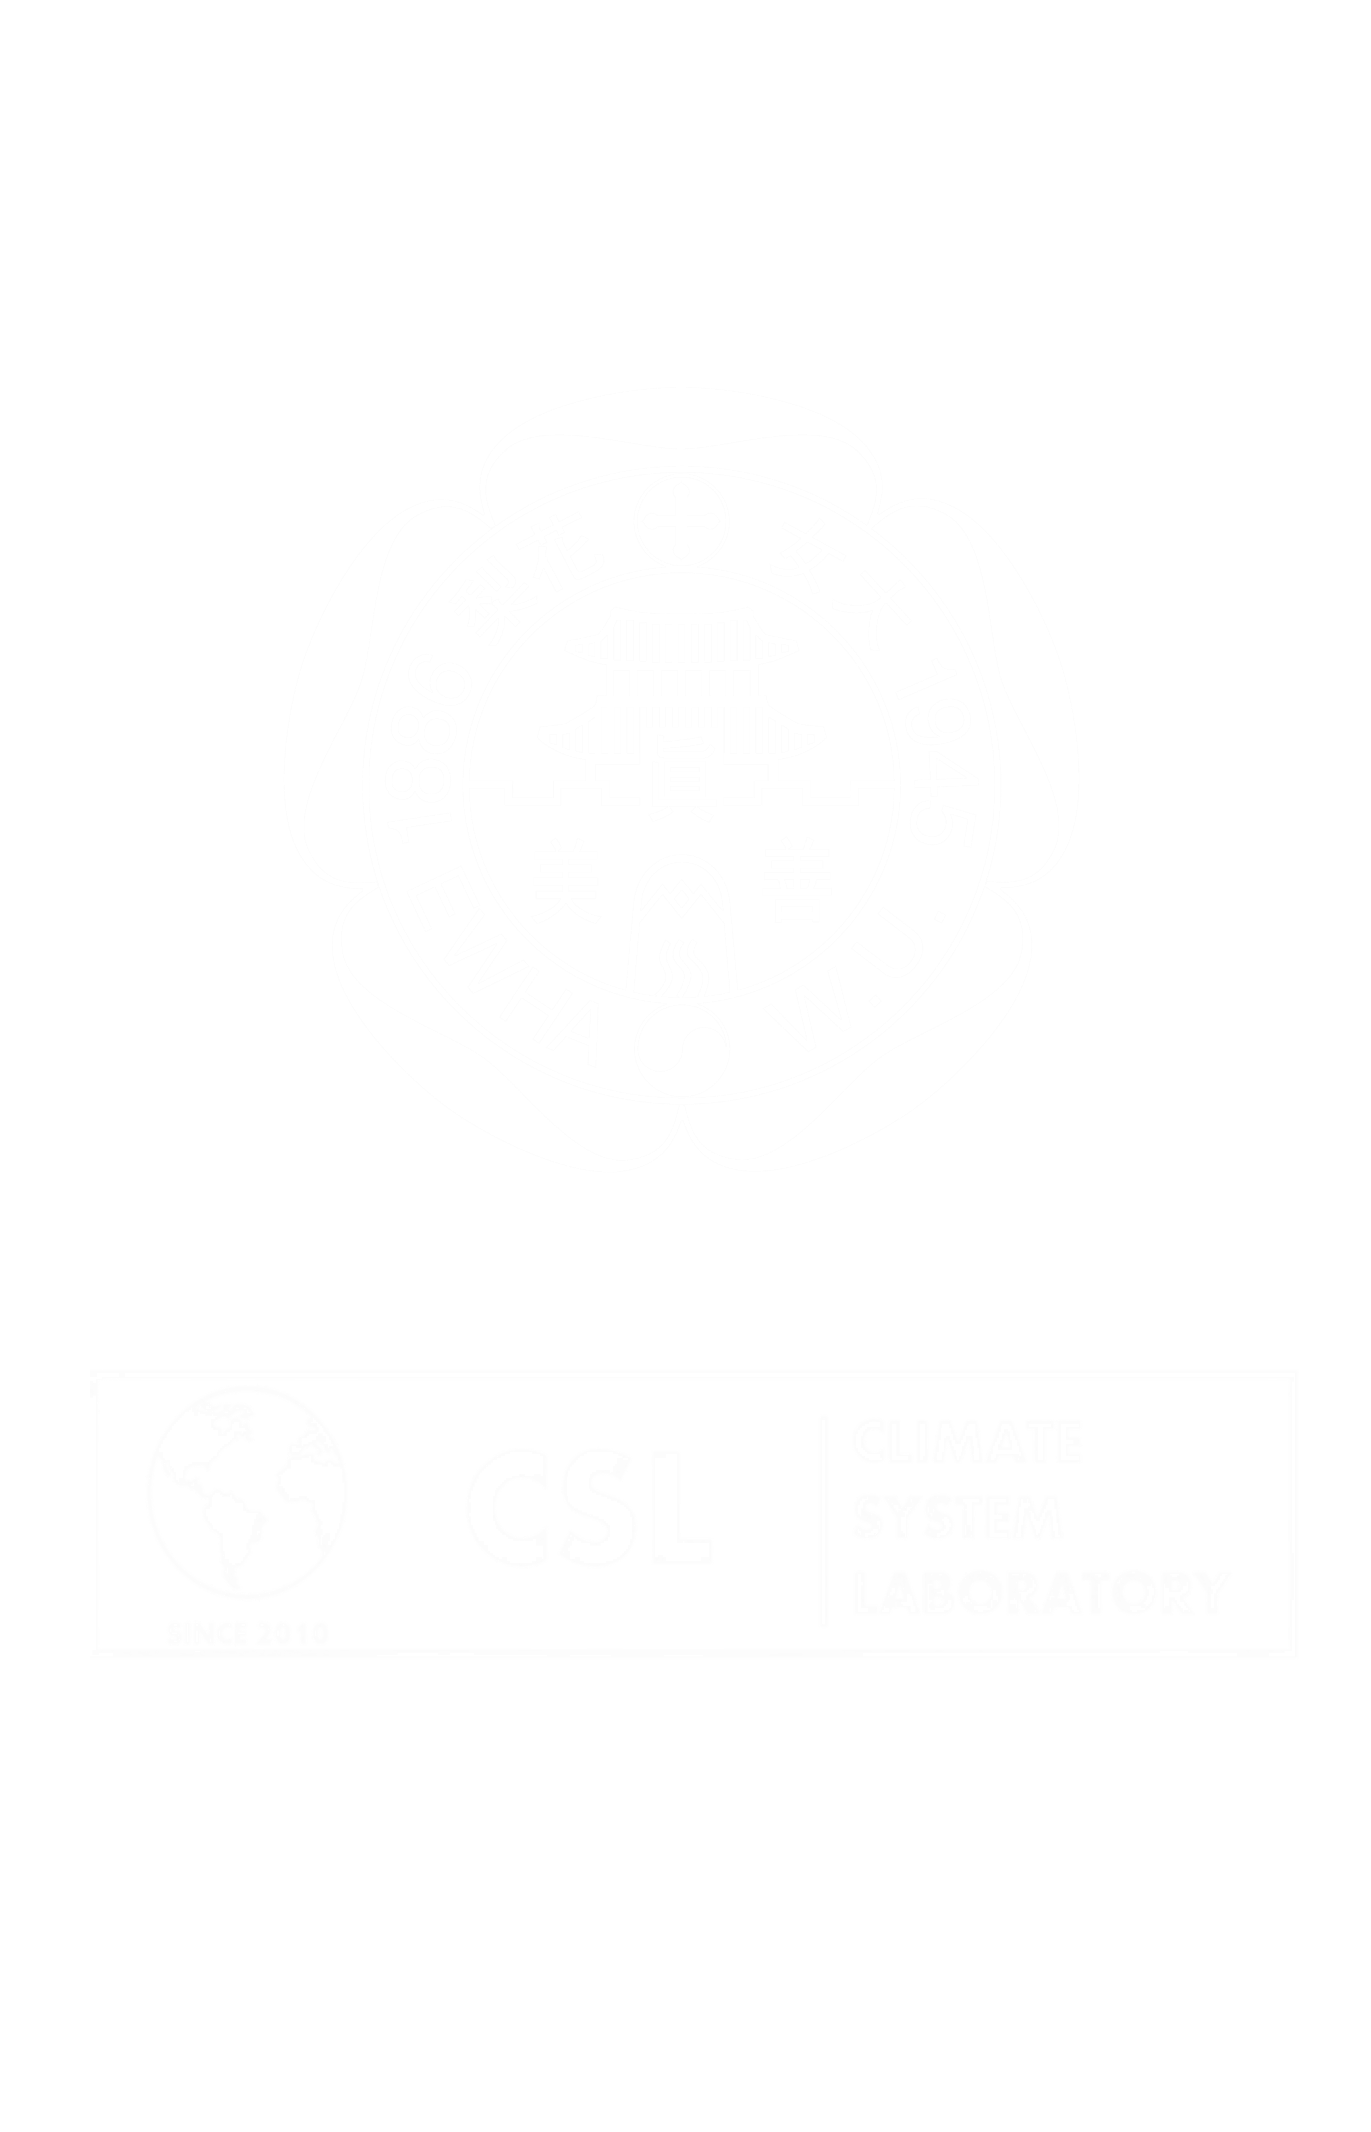 CSL
CLIMATE
SYSTEM
LABORATORY
SINCE 2010